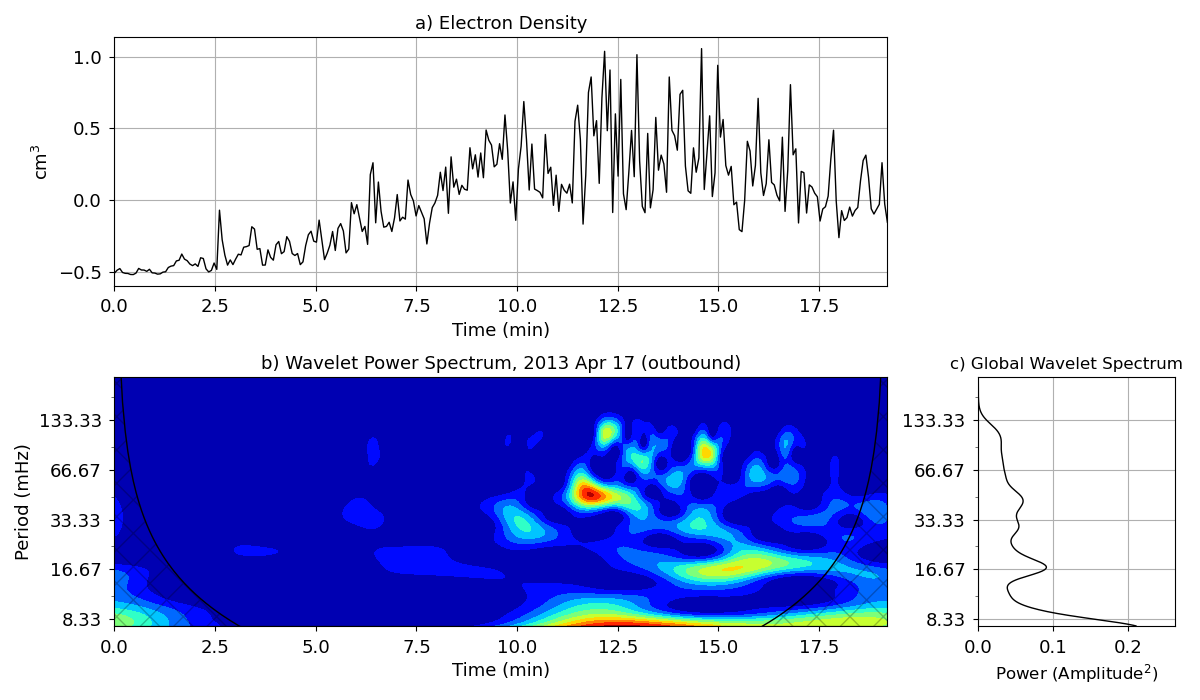 a) Electron Density
cm³
1.0
0.5
0.0
−0.5
0.0 2.5 5.0 7.5 10.0 12.5 15.0 17.5
Time (min)
b) Wavelet Power Spectrum, 2013 Apr 17 (outbound)
Period (mHz)
133.33
66.67
33.33
16.67
8.33
0.0 2.5 5.0 7.5 10.0 12.5 15.0 17.5
Time (min)
c) Global Wavelet Spectrum
133.33
66.67
33.33
16.67
8.33
0.0 0.1 0.2
Power (Amplitude²)